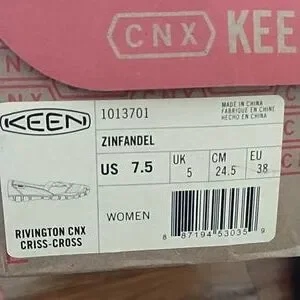 CNX KEE
KEEN
1013701
MADE IN CHINA
FABRIQUÉ EN CHINE
HECHO EN CHINA
ZINFANDEL
US 7.5
UK 5
CM 24.5
EU 38
WOMEN
RIVINGTON CNX
CRISS-CROSS
8 87194 53035 9